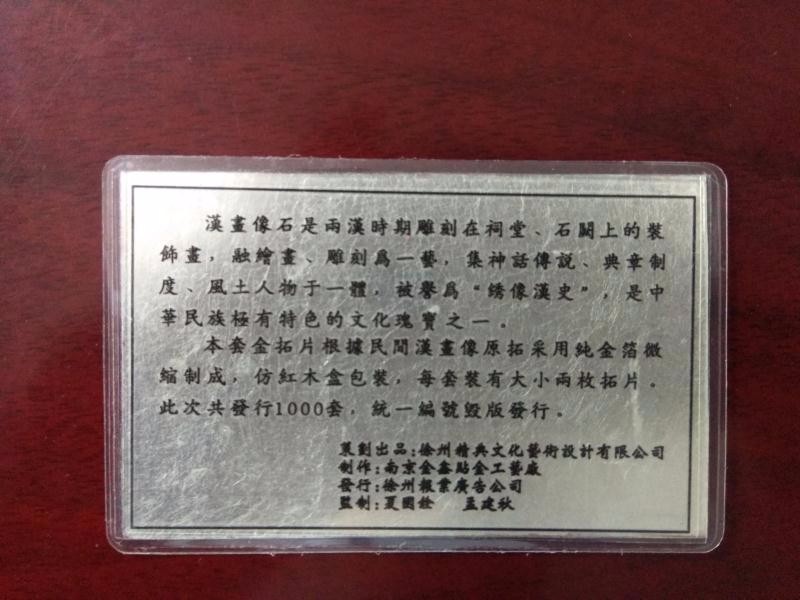 漢畫像石是兩漢時期雕刻在祠堂、石闕上的裝
飾畫，融繪畫、雕刻爲一藝，集神話傳説、典章制
度、風土人物于一體，被譽爲“綉像漢史”，是中
華民族極有特色的文化瑰寶之一。
本套金拓片根據民間漢畫像原拓采用純金箔微
縮制成，仿紅木盒包裝，每套裝有大小兩枚拓片。
此次共發行1000套，統一編號毀版發行。
策劃出品:徐州精典文化藝術設計有限公司
制作:南京金鑫貼金工藝廠
發行:徐州報業廣告公司
監制:夏國銓 孟建秋